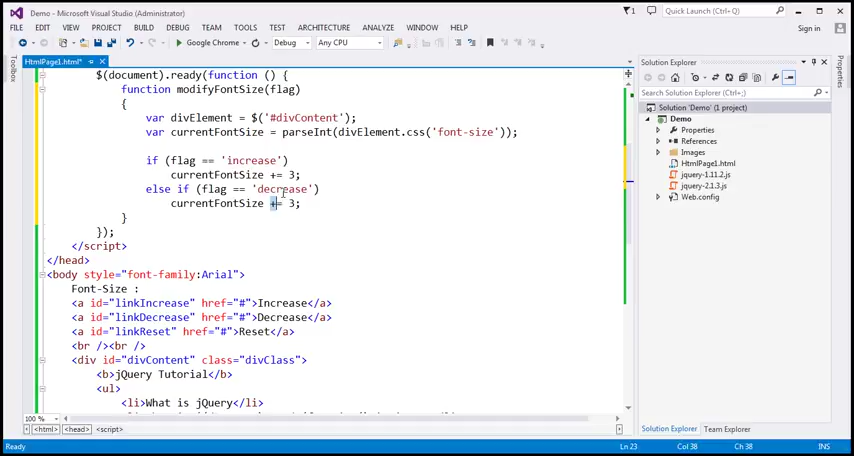 Demo - Microsoft Visual Studio (Administrator)
1
Quick Launch (Ctrl+Q)
FILE EDIT VIEW PROJECT BUILD DEBUG TEAM TOOLS TEST ARCHITECTURE ANALYZE WINDOW HELP
Sign in
Google Chrome
Debug
Any CPU
Toolbox
HtmlPage1.html*
$(document).ready(function () {
function modifyFontSize(flag)
{
var divElement = $('#divContent');
var currentFontSize = parseInt(divElement.css('font-size'));
if (flag == 'increase')
currentFontSize += 3;
else if (flag == 'decrease')
currentFontSize += 3;
}
});
</script>
</head>
<body style="font-family:Arial">
Font-Size :
<a id="linkIncrease" href="#">Increase</a>
<a id="linkDecrease" href="#">Decrease</a>
<a id="linkReset" href="#">Reset</a>
<br /><br />
<div id="divContent" class="divClass">
<b>jQuery Tutorial</b>
<ul>
<li>What is jQuery</li>
100 %
<html> <head> <script>
Solution Explorer
Search Solution Explorer (Ctrl+;)
Solution 'Demo' (1 project)
Demo
Properties
References
Images
HtmlPage1.html
jquery-1.11.2.js
jquery-2.1.3.js
Web.config
Solution Explorer Team Explorer
Properties
Ready
Ln 23 Col 38 Ch 38 INS